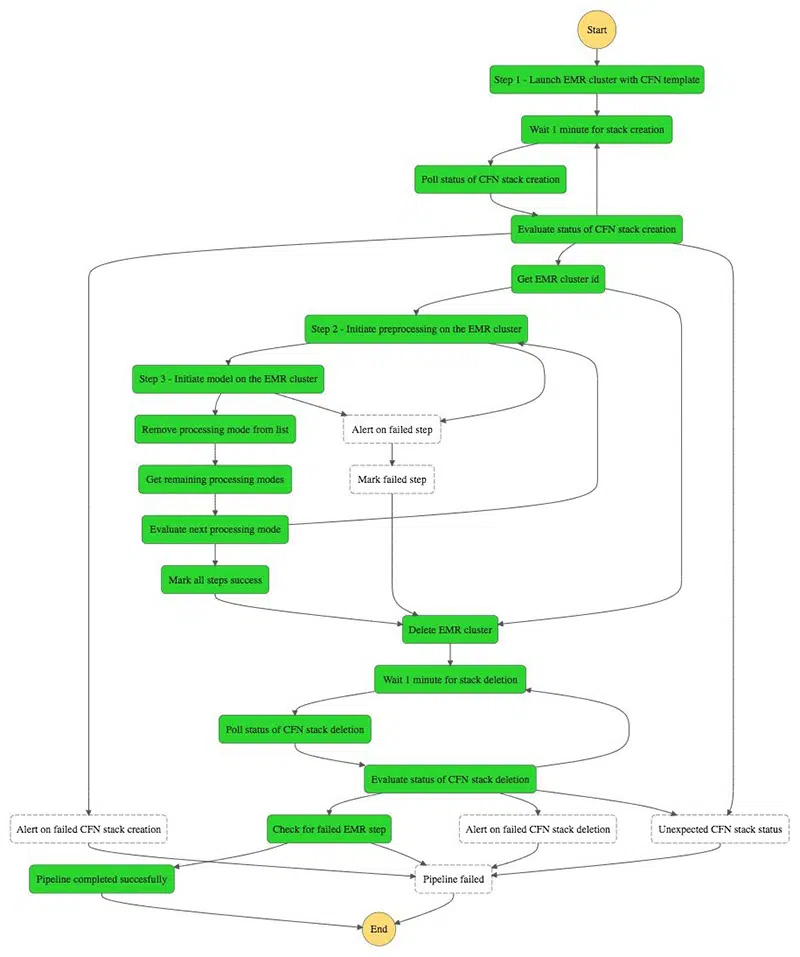 Start
Step 1 - Launch EMR cluster with CFN template
Wait 1 minute for stack creation
Poll status of CFN stack creation
Evaluate status of CFN stack creation
Get EMR cluster id
Step 2 - Initiate preprocessing on the EMR cluster
Step 3 - Initiate model on the EMR cluster
Remove processing mode from list
Alert on failed step
Get remaining processing modes
Mark failed step
Evaluate next processing mode
Mark all steps success
Delete EMR cluster
Wait 1 minute for stack deletion
Poll status of CFN stack deletion
Evaluate status of CFN stack deletion
Alert on failed CFN stack creation
Check for failed EMR step
Alert on failed CFN stack deletion
Unexpected CFN stack status
Pipeline completed succesfully
Pipeline failed
End